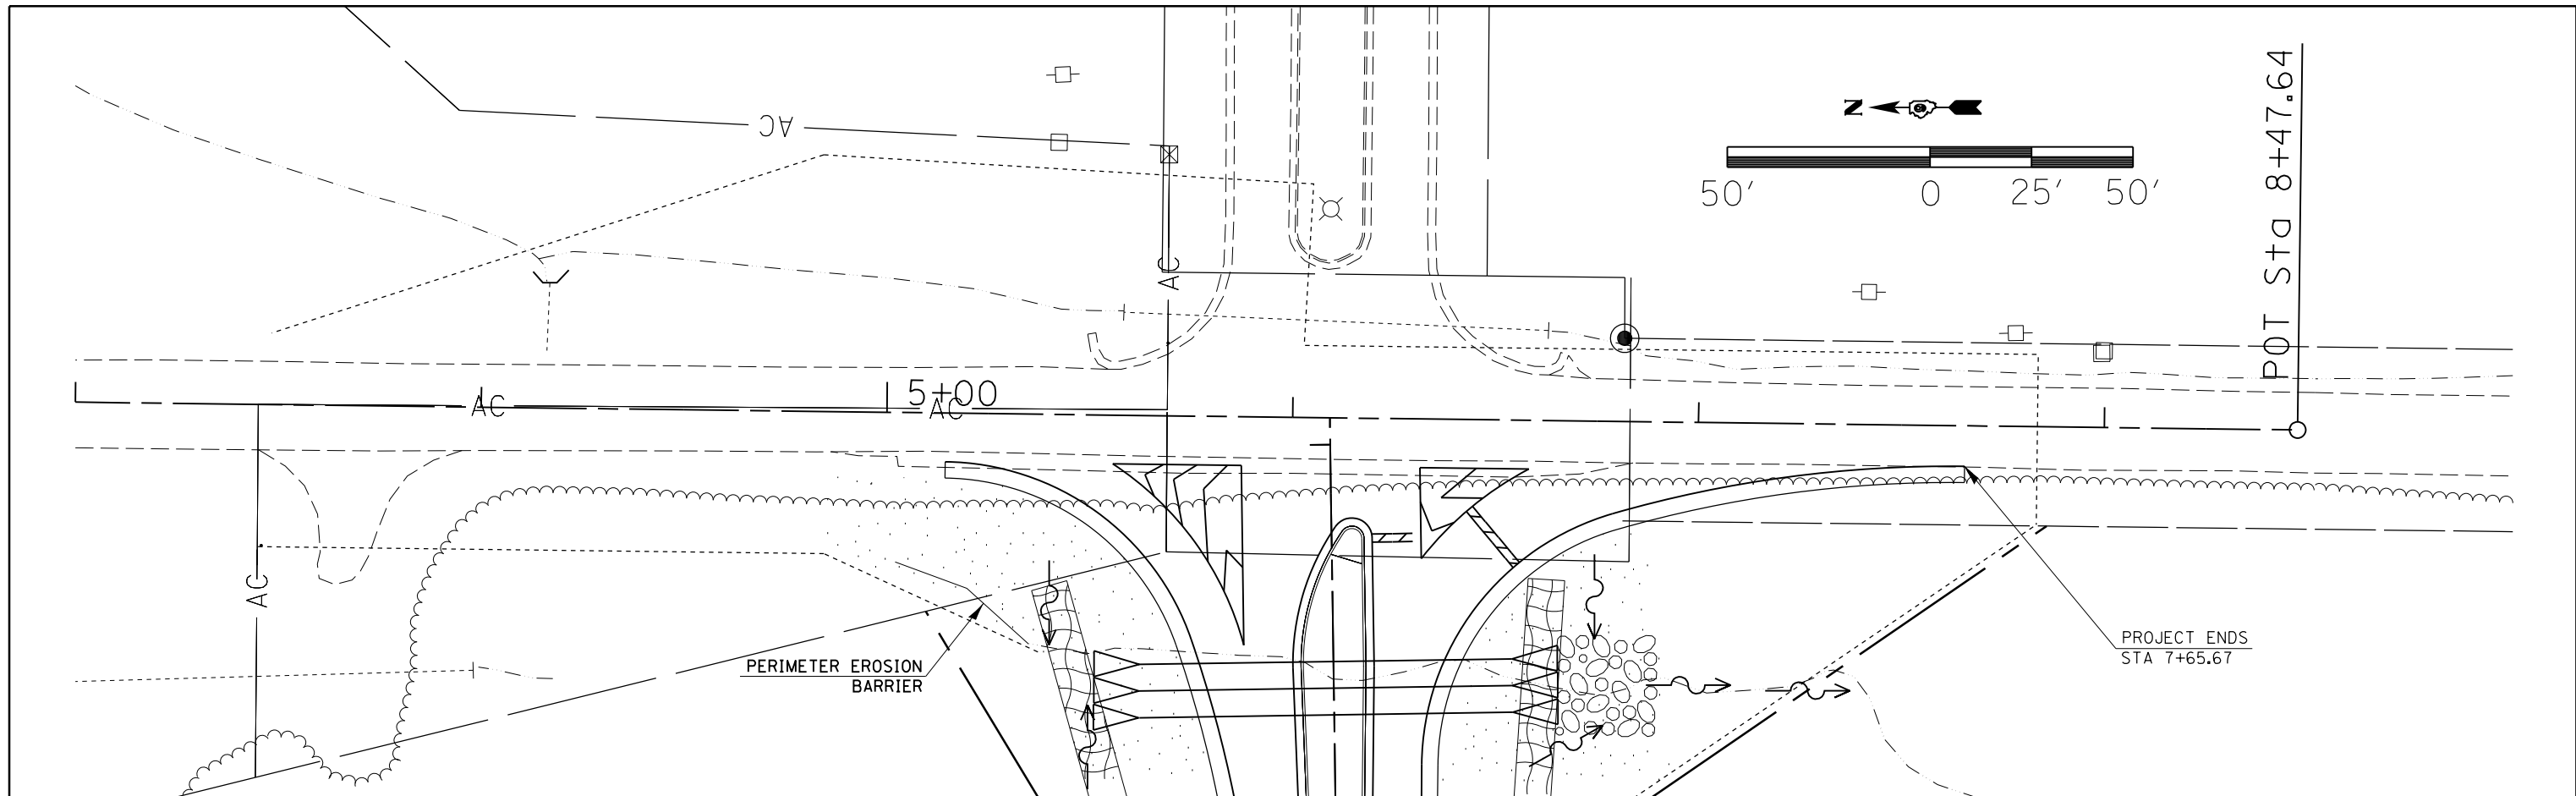 AC
N
50' 0 25' 50'
POT Sta 8+47.64
AC
AC
5+00
AC
AC
PERIMETER EROSION
BARRIER
PROJECT ENDS
STA 7+65.67